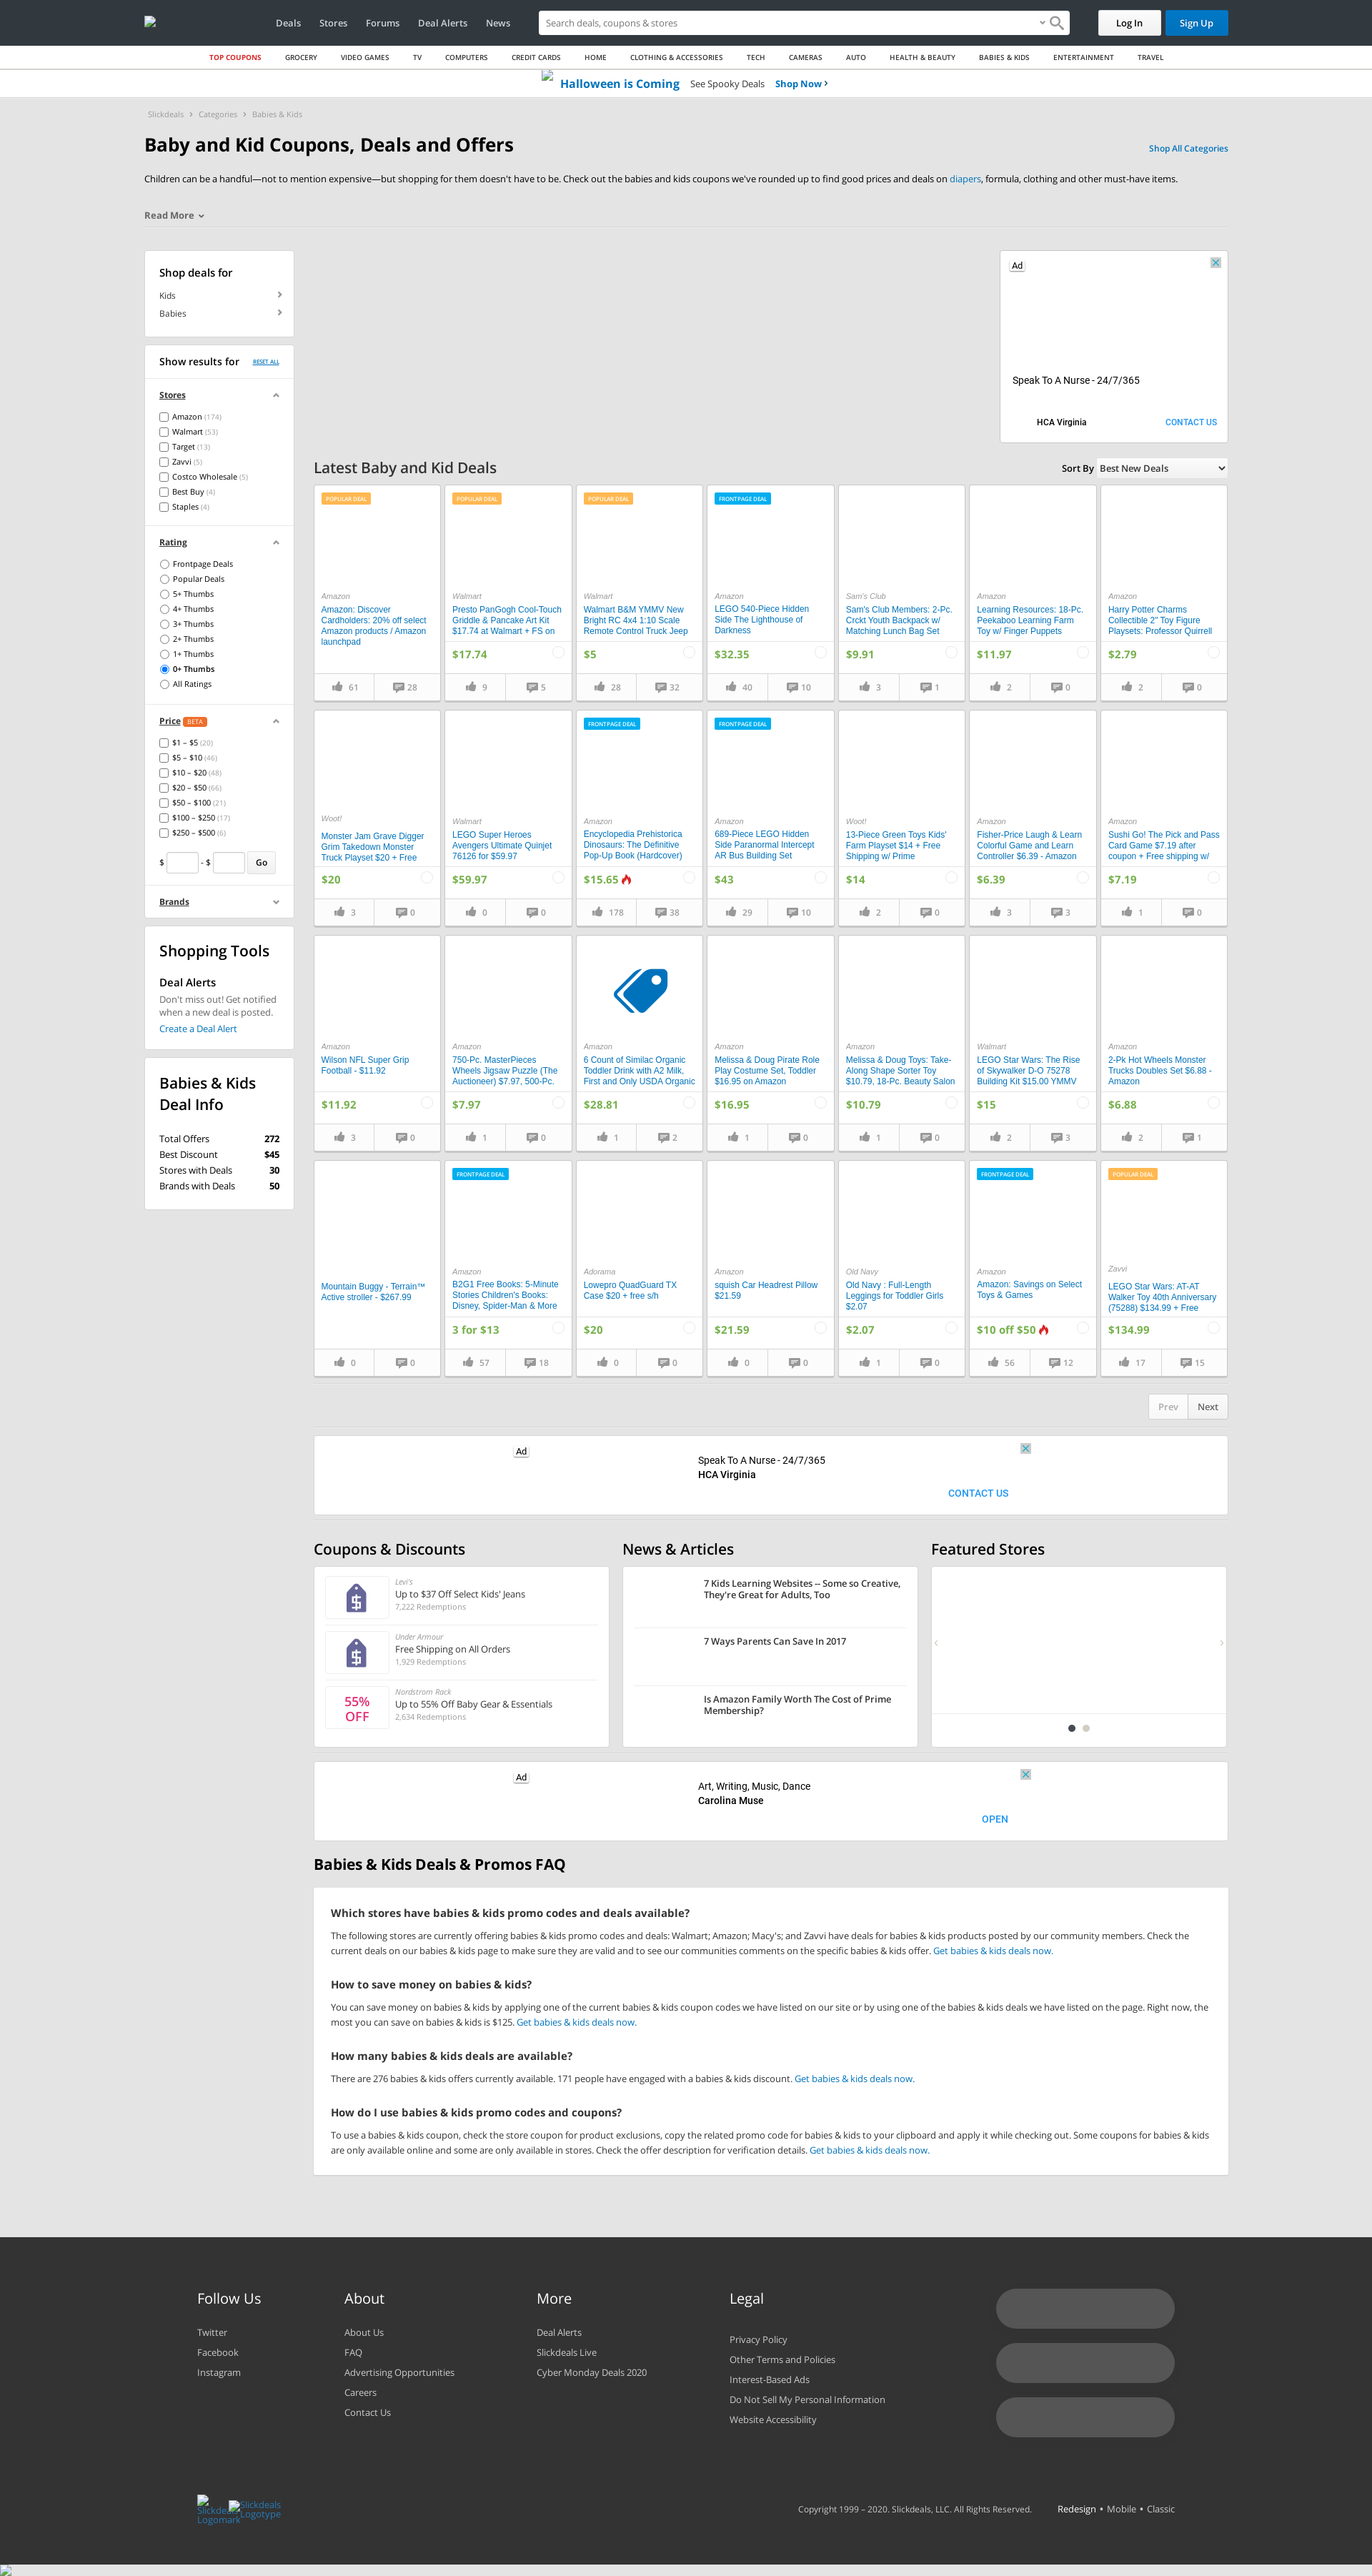 Deals Stores Forums Deal Alerts News Search deals, coupons & stores Log In Sign Up
TOP COUPONS GROCERY VIDEO GAMES TV COMPUTERS CREDIT CARDS HOME CLOTHING & ACCESSORIES TECH CAMERAS AUTO HEALTH & BEAUTY BABIES & KIDS ENTERTAINMENT TRAVEL
Halloween is Coming See Spooky Deals Shop Now
Slickdeals Categories Babies & Kids
Baby and Kid Coupons, Deals and Offers
Shop All Categories
Children can be a handful—not to mention expensive—but shopping for them doesn't have to be. Check out the babies and kids coupons we've rounded up to find good prices and deals on diapers, formula, clothing and other must-have items.
Read More
Shop deals for
Kids
Babies
Show results for RESET ALL
Stores
Amazon (174)
Walmart (53)
Target (13)
Zavvi (5)
Costco Wholesale (5)
Best Buy (4)
Staples (4)
Rating
Frontpage Deals
Popular Deals
5+ Thumbs
4+ Thumbs
3+ Thumbs
2+ Thumbs
1+ Thumbs
0+ Thumbs
All Ratings
Price BETA
$1 – $5 (20)
$5 – $10 (46)
$10 – $20 (48)
$20 – $50 (66)
$50 – $100 (21)
$100 – $250 (17)
$250 – $500 (6)
$ - $ Go
Brands
Shopping Tools
Deal Alerts
Don't miss out! Get notified
when a new deal is posted.
Create a Deal Alert
Babies & Kids
Deal Info
Total Offers 272
Best Discount $45
Stores with Deals 30
Brands with Deals 50
Ad
Speak To A Nurse - 24/7/365
HCA Virginia CONTACT US
Latest Baby and Kid Deals
Sort By Best New Deals
POPULAR DEAL
Amazon
Amazon: Discover
Cardholders: 20% off select
Amazon products / Amazon
launchpad
61 28
POPULAR DEAL
Walmart
Presto PanGogh Cool-Touch
Griddle & Pancake Art Kit
$17.74 at Walmart + FS on
$17.74
9 5
POPULAR DEAL
Walmart
Walmart B&M YMMV New
Bright RC 4x4 1:10 Scale
Remote Control Truck Jeep
$5
28 32
FRONTPAGE DEAL
Amazon
LEGO 540-Piece Hidden
Side The Lighthouse of
Darkness
$32.35
40 10
Sam's Club
Sam's Club Members: 2-Pc.
Crckt Youth Backpack w/
Matching Lunch Bag Set
$9.91
3 1
Amazon
Learning Resources: 18-Pc.
Peekaboo Learning Farm
Toy w/ Finger Puppets
$11.97
2 0
Amazon
Harry Potter Charms
Collectible 2" Toy Figure
Playsets: Professor Quirrell
$2.79
2 0
Woot!
Monster Jam Grave Digger
Grim Takedown Monster
Truck Playset $20 + Free
$20
3 0
Walmart
LEGO Super Heroes
Avengers Ultimate Quinjet
76126 for $59.97
$59.97
0 0
FRONTPAGE DEAL
Amazon
Encyclopedia Prehistorica
Dinosaurs: The Definitive
Pop-Up Book (Hardcover)
$15.65
178 38
FRONTPAGE DEAL
Amazon
689-Piece LEGO Hidden
Side Paranormal Intercept
AR Bus Building Set
$43
29 10
Woot!
13-Piece Green Toys Kids'
Farm Playset $14 + Free
Shipping w/ Prime
$14
2 0
Amazon
Fisher-Price Laugh & Learn
Colorful Game and Learn
Controller $6.39 - Amazon
$6.39
3 3
Amazon
Sushi Go! The Pick and Pass
Card Game $7.19 after
coupon + Free shipping w/
$7.19
1 0
Amazon
Wilson NFL Super Grip
Football - $11.92
$11.92
3 0
Amazon
750-Pc. MasterPieces
Wheels Jigsaw Puzzle (The
Auctioneer) $7.97, 500-Pc.
$7.97
1 0
Amazon
6 Count of Similac Organic
Toddler Drink with A2 Milk,
First and Only USDA Organic
$28.81
1 2
Amazon
Melissa & Doug Pirate Role
Play Costume Set, Toddler
$16.95 on Amazon
$16.95
1 0
Amazon
Melissa & Doug Toys: Take-
Along Shape Sorter Toy
$10.79, 18-Pc. Beauty Salon
$10.79
1 0
Walmart
LEGO Star Wars: The Rise
of Skywalker D-O 75278
Building Kit $15.00 YMMV
$15
2 3
Amazon
2-Pk Hot Wheels Monster
Trucks Doubles Set $6.88 -
Amazon
$6.88
2 1
Mountain Buggy - Terrain™
Active stroller - $267.99
0 0
FRONTPAGE DEAL
Amazon
B2G1 Free Books: 5-Minute
Stories Children's Books:
Disney, Spider-Man & More
3 for $13
57 18
Adorama
Lowepro QuadGuard TX
Case $20 + free s/h
$20
0 0
Amazon
squish Car Headrest Pillow
$21.59
$21.59
0 0
Old Navy
Old Navy : Full-Length
Leggings for Toddler Girls
$2.07
$2.07
1 0
FRONTPAGE DEAL
Amazon
Amazon: Savings on Select
Toys & Games
$10 off $50
56 12
POPULAR DEAL
Zavvi
LEGO Star Wars: AT-AT
Walker Toy 40th Anniversary
(75288) $134.99 + Free
$134.99
17 15
Prev Next
Ad
Speak To A Nurse - 24/7/365
HCA Virginia
CONTACT US
Coupons & Discounts
Levi's
Up to $37 Off Select Kids' Jeans
7,222 Redemptions
Under Armour
Free Shipping on All Orders
1,929 Redemptions
55%
OFF
Nordstrom Rack
Up to 55% Off Baby Gear & Essentials
2,634 Redemptions
News & Articles
7 Kids Learning Websites -- Some so Creative,
They're Great for Adults, Too
7 Ways Parents Can Save In 2017
Is Amazon Family Worth The Cost of Prime
Membership?
Featured Stores
Ad
Art, Writing, Music, Dance
Carolina Muse
OPEN
Babies & Kids Deals & Promos FAQ
Which stores have babies & kids promo codes and deals available?
The following stores are currently offering babies & kids promo codes and deals: Walmart; Amazon; Macy's; and Zavvi have deals for babies & kids products posted by our community members. Check the
current deals on our babies & kids page to make sure they are valid and to see our communities comments on the specific babies & kids offer. Get babies & kids deals now.
How to save money on babies & kids?
You can save money on babies & kids by applying one of the current babies & kids coupon codes we have listed on our site or by using one of the babies & kids deals we have listed on the page. Right now, the
most you can save on babies & kids is $125. Get babies & kids deals now.
How many babies & kids deals are available?
There are 276 babies & kids offers currently available. 171 people have engaged with a babies & kids discount. Get babies & kids deals now.
How do I use babies & kids promo codes and coupons?
To use a babies & kids coupon, check the store coupon for product exclusions, copy the related promo code for babies & kids to your clipboard and apply it while checking out. Some coupons for babies & kids
are only available online and some are only available in stores. Check the offer description for verification details. Get babies & kids deals now.
Follow Us
Twitter
Facebook
Instagram
About
About Us
FAQ
Advertising Opportunities
Careers
Contact Us
More
Deal Alerts
Slickdeals Live
Cyber Monday Deals 2020
Legal
Privacy Policy
Other Terms and Policies
Interest-Based Ads
Do Not Sell My Personal Information
Website Accessibility
Slickdeals
Logomark
Slickdeals
Logotype
Copyright 1999 – 2020. Slickdeals, LLC. All Rights Reserved. Redesign • Mobile • Classic